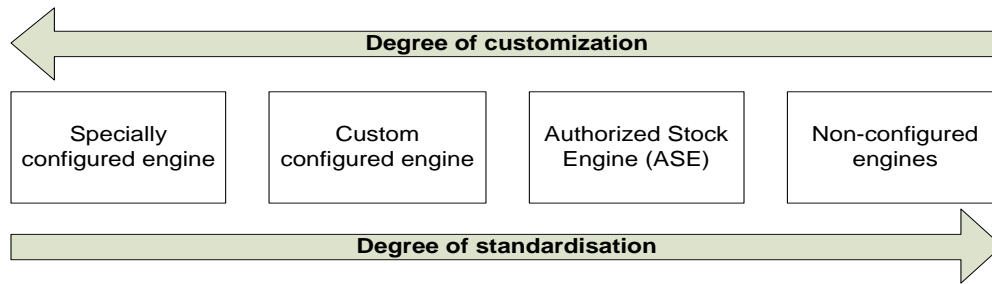 Degree of customization
Specially
configured engine
Custom
configured engine
Authorized Stock
Engine (ASE)
Non-configured
engines
Degree of standardisation